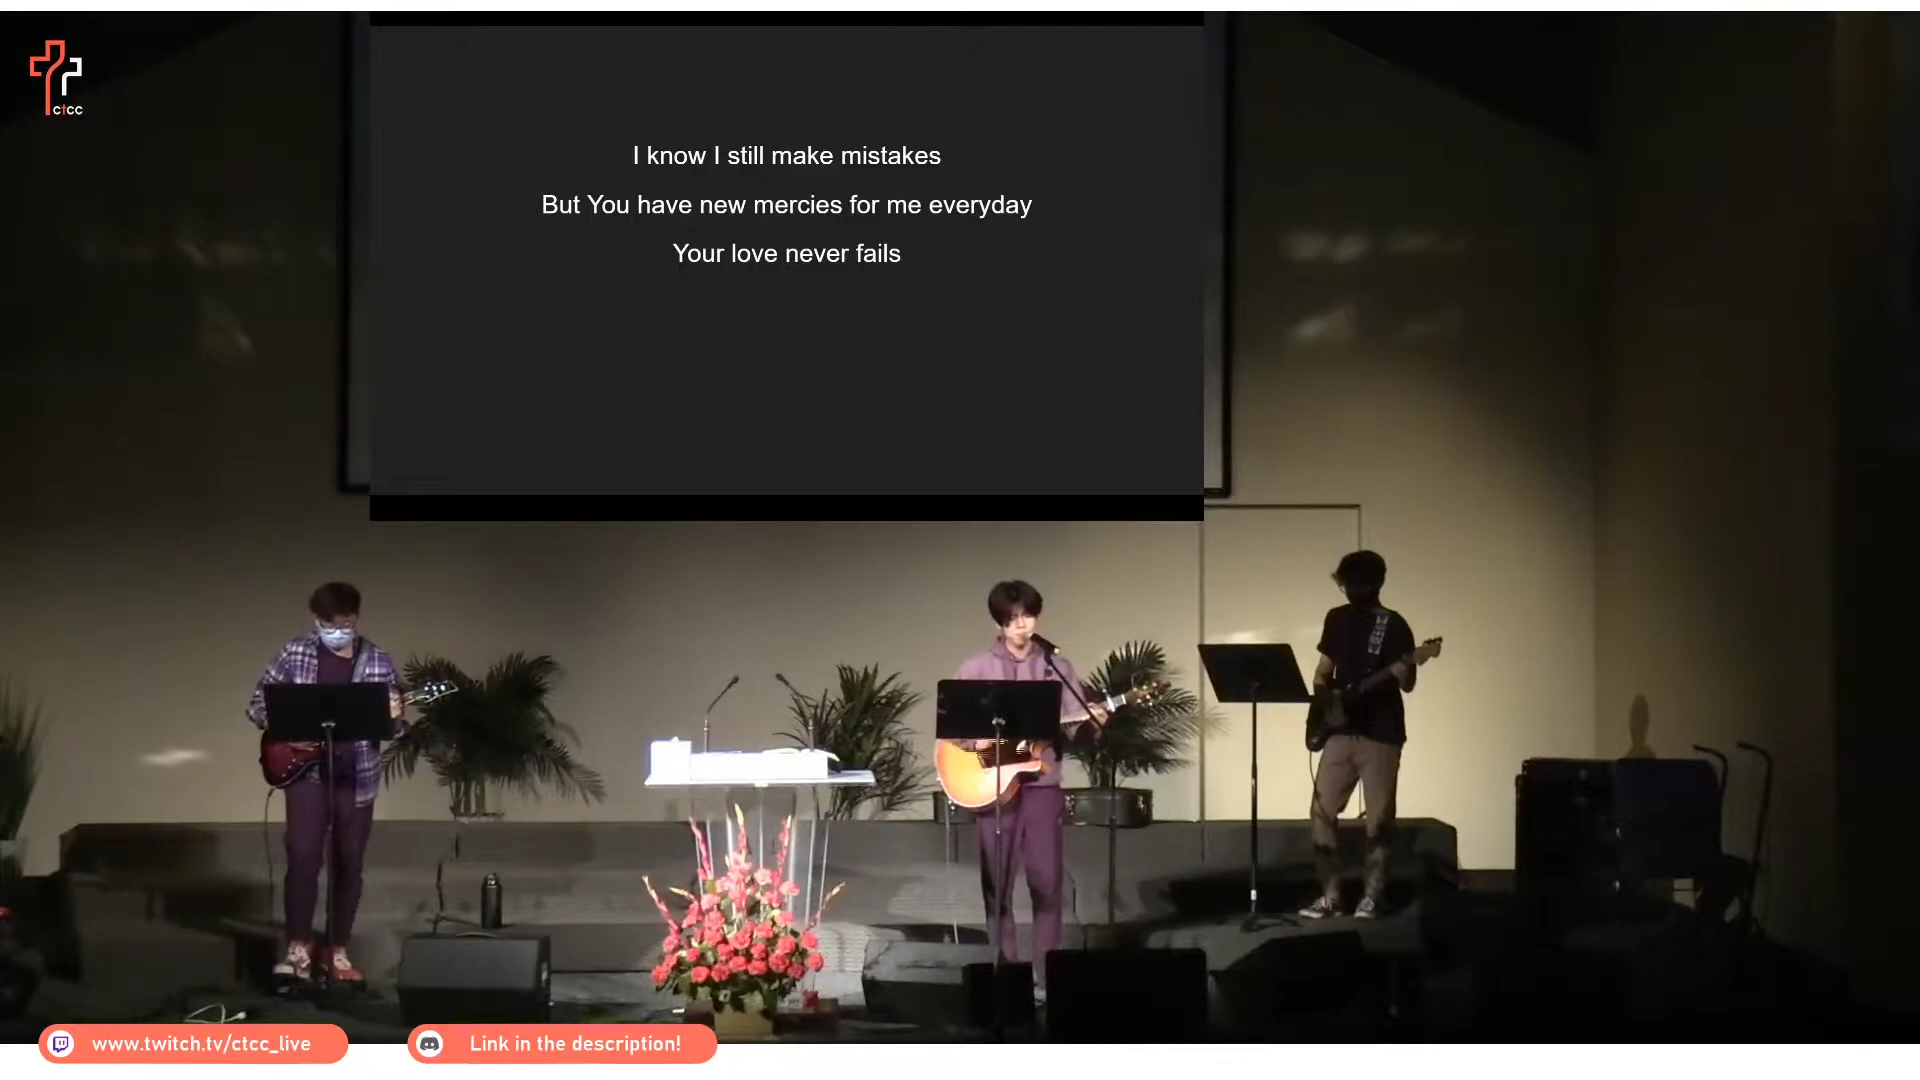 ctcc
I know I still make mistakes
But You have new mercies for me everyday
Your love never fails
www.twitch.tv/ctcc_live
Link in the description!